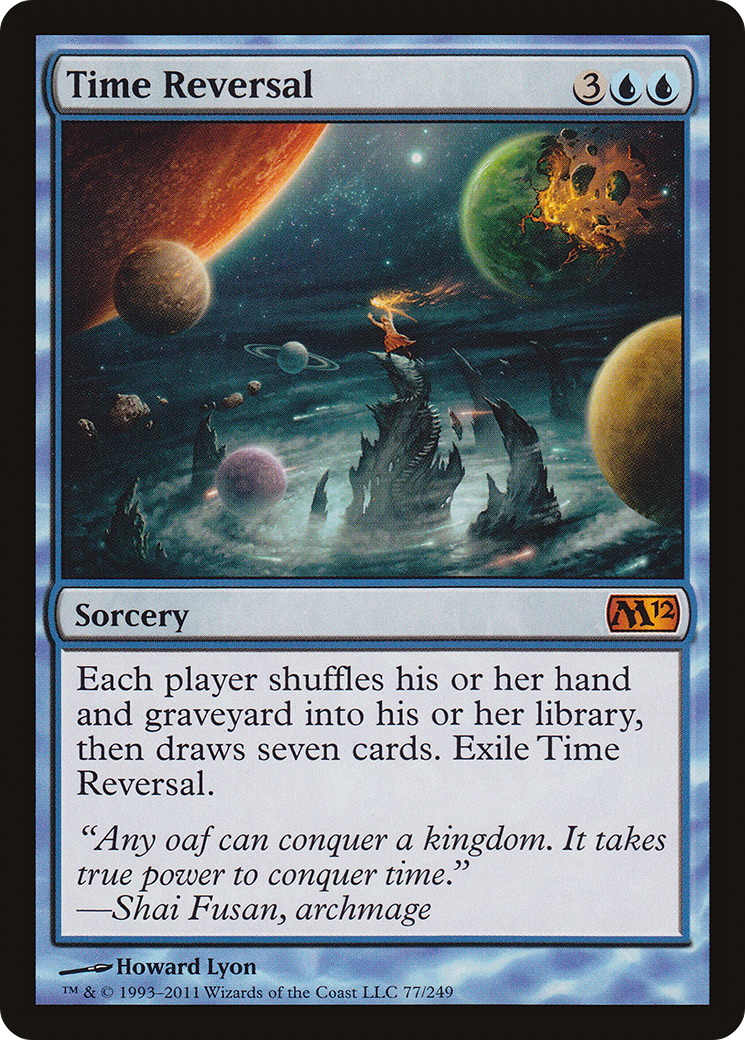 Time Reversal 3
Sorcery M12
Each player shuffles his or her hand
and graveyard into his or her library,
then draws seven cards. Exile Time
Reversal.
“Any oaf can conquer a kingdom. It takes
true power to conquer time.”
—Shai Fusan, archmage
Howard Lyon
™ & © 1993–2011 Wizards of the Coast LLC 77/249